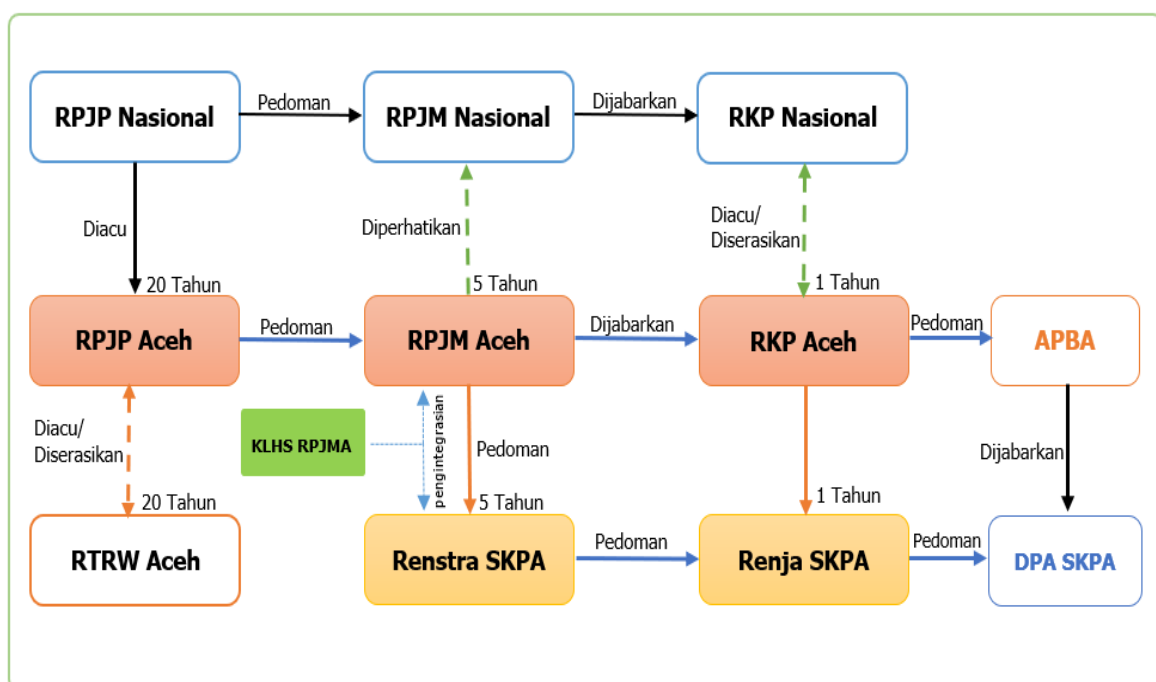 RPJP Nasional
Pedoman
RPJM Nasional
Dijabarkan
RKP Nasional
Diacu
Diperhatikan
Diacu/
Diserasikan
20 Tahun
5 Tahun
1 Tahun
RPJP Aceh
Pedoman
RPJM Aceh
Dijabarkan
RKP Aceh
Pedoman
APBA
Diacu/
Diserasikan
KLHS RPJMA
pengintegrasian
Pedoman
Dijabarkan
20 Tahun
5 Tahun
1 Tahun
RTRW Aceh
Renstra SKPA
Pedoman
Renja SKPA
Pedoman
DPA SKPA